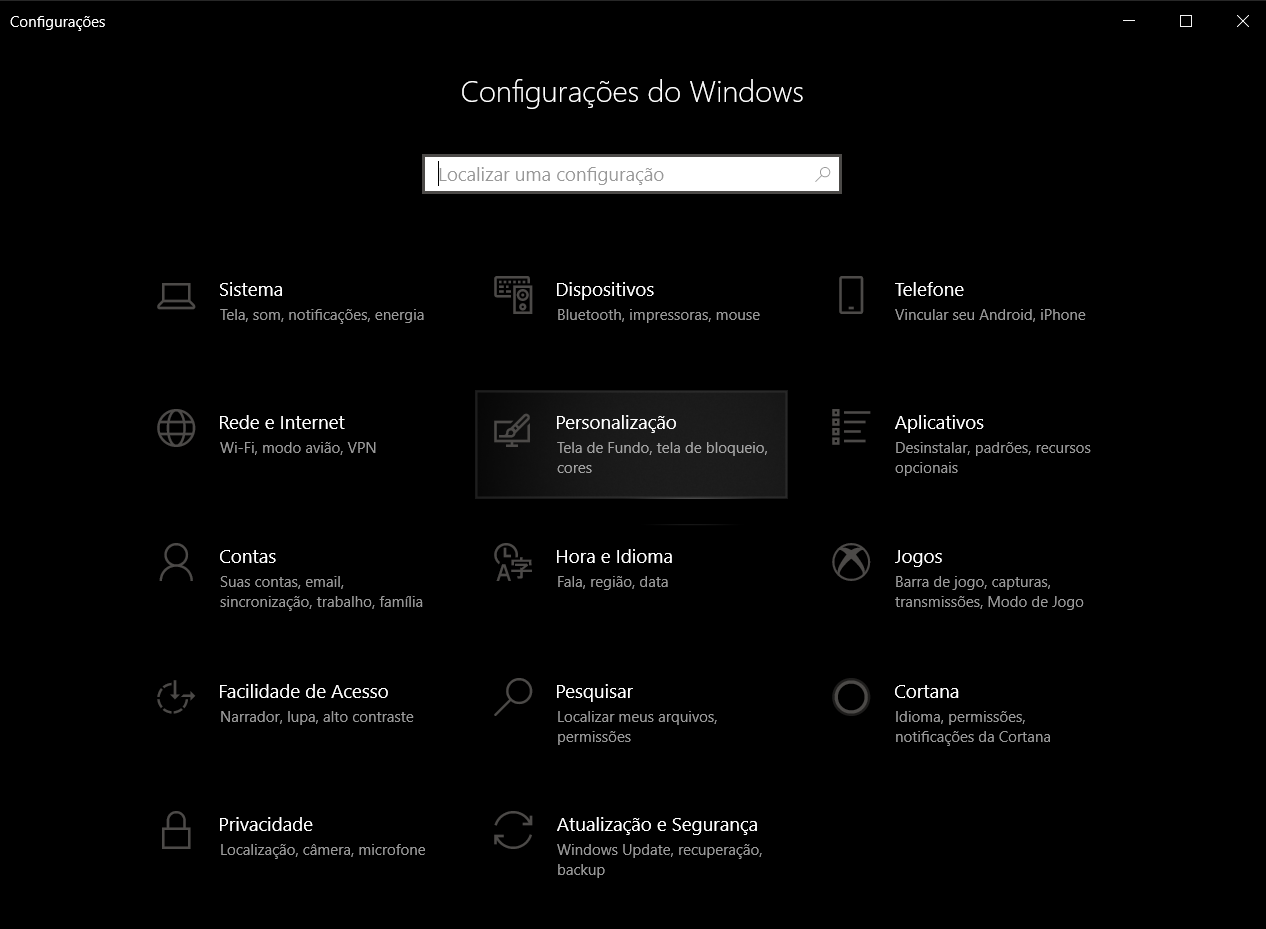 Configurações
Configurações do Windows
Localizar uma configuração
Sistema
Tela, som, notificações, energia
Dispositivos
Bluetooth, impressoras, mouse
Telefone
Vincular seu Android, iPhone
Rede e Internet
Wi-Fi, modo avião, VPN
Personalização
Tela de Fundo, tela de bloqueio,
cores
Aplicativos
Desinstalar, padrões, recursos
opcionais
Contas
Suas contas, email,
sincronização, trabalho, família
Hora e Idioma
Fala, região, data
Jogos
Barra de jogo, capturas,
transmissões, Modo de Jogo
Facilidade de Acesso
Narrador, lupa, alto contraste
Pesquisar
Localizar meus arquivos,
permissões
Cortana
Idioma, permissões,
notificações da Cortana
Privacidade
Localização, câmera, microfone
Atualização e Segurança
Windows Update, recuperação,
backup